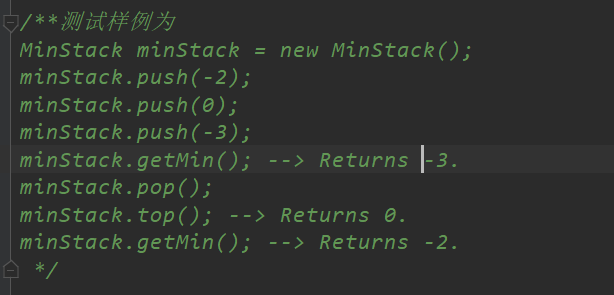 /**测试样例为
MinStack minStack = new MinStack();
minStack.push(-2);
minStack.push(0);
minStack.push(-3);
minStack.getMin(); --> Returns -3.
minStack.pop();
minStack.top(); --> Returns 0.
minStack.getMin(); --> Returns -2.
*/